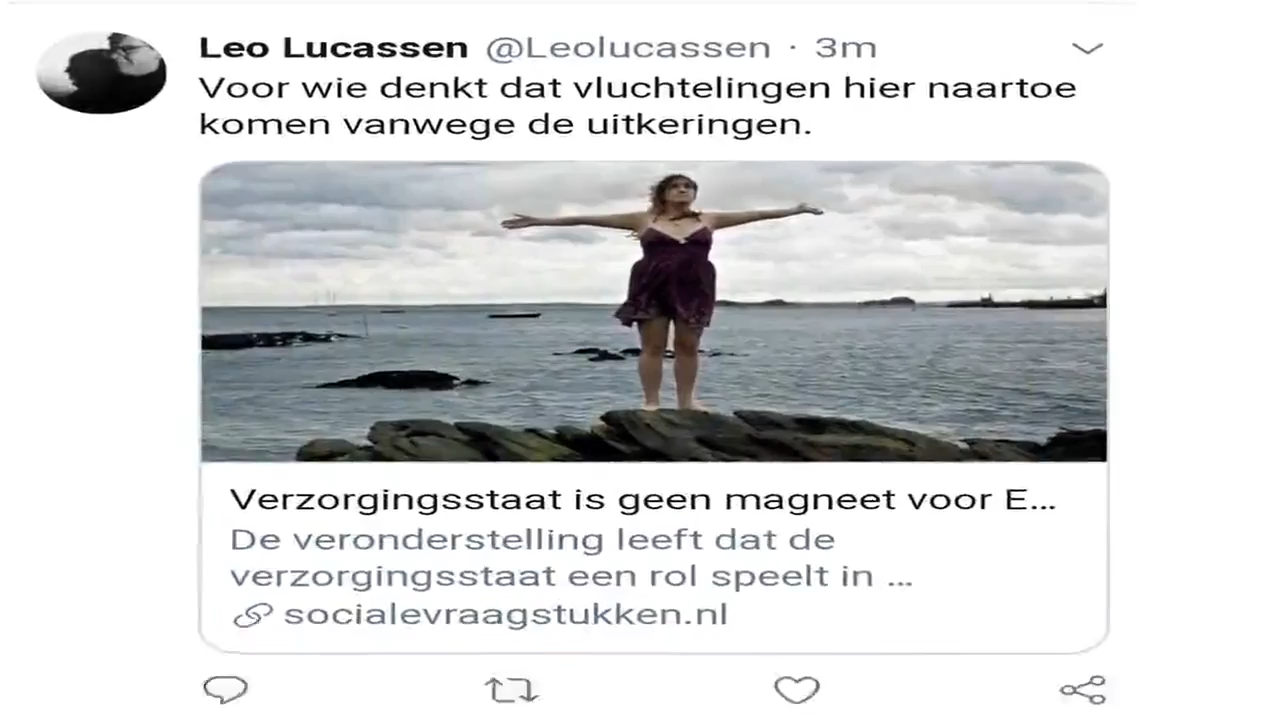 Leo Lucassen @Leolucassen · 3m
Voor wie denkt dat vluchtelingen hier naartoe
komen vanwege de uitkeringen.
Verzorgingsstaat is geen magneet voor E...
De veronderstelling leeft dat de
verzorgingsstaat een rol speelt in ...
socialevraagstukken.nl